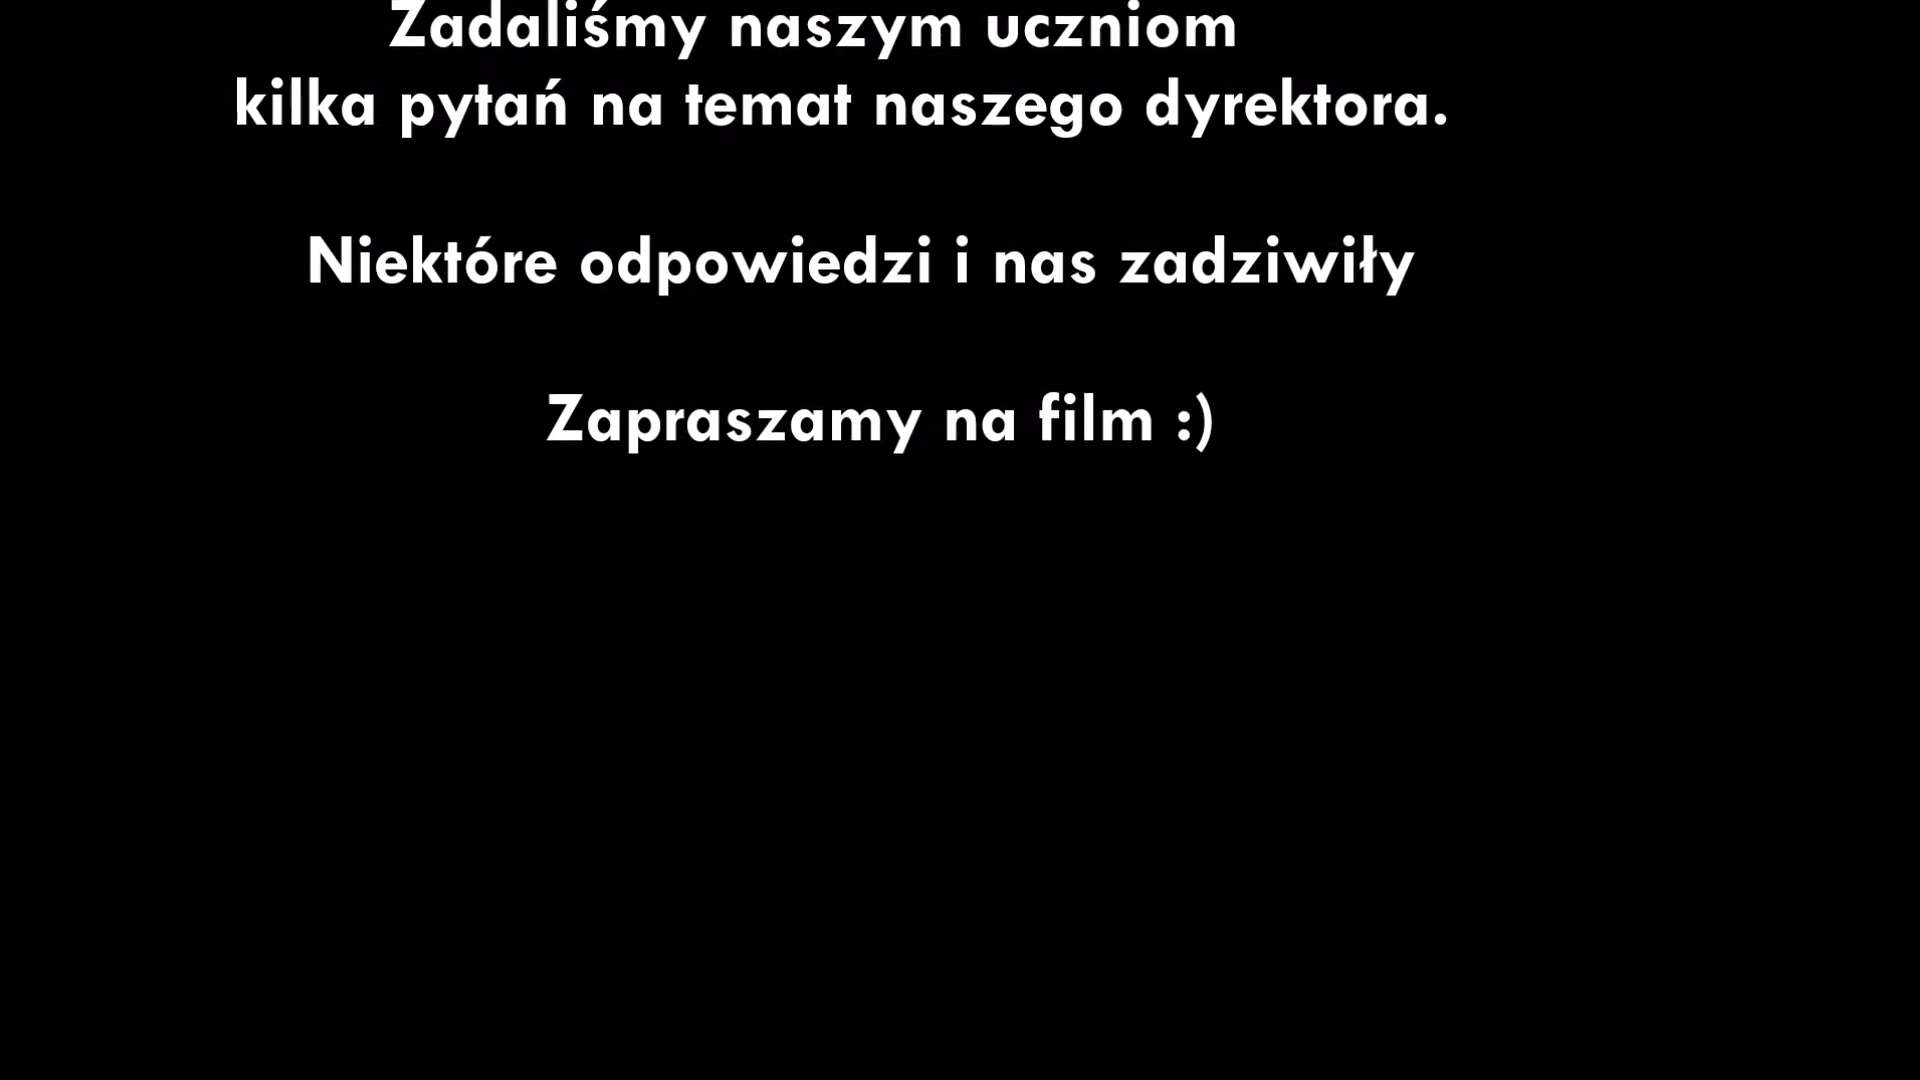 Zadaliśmy naszym uczniom
kilka pytań na temat naszego dyrektora.
Niektóre odpowiedzi i nas zadziwiły
Zapraszamy na film :)